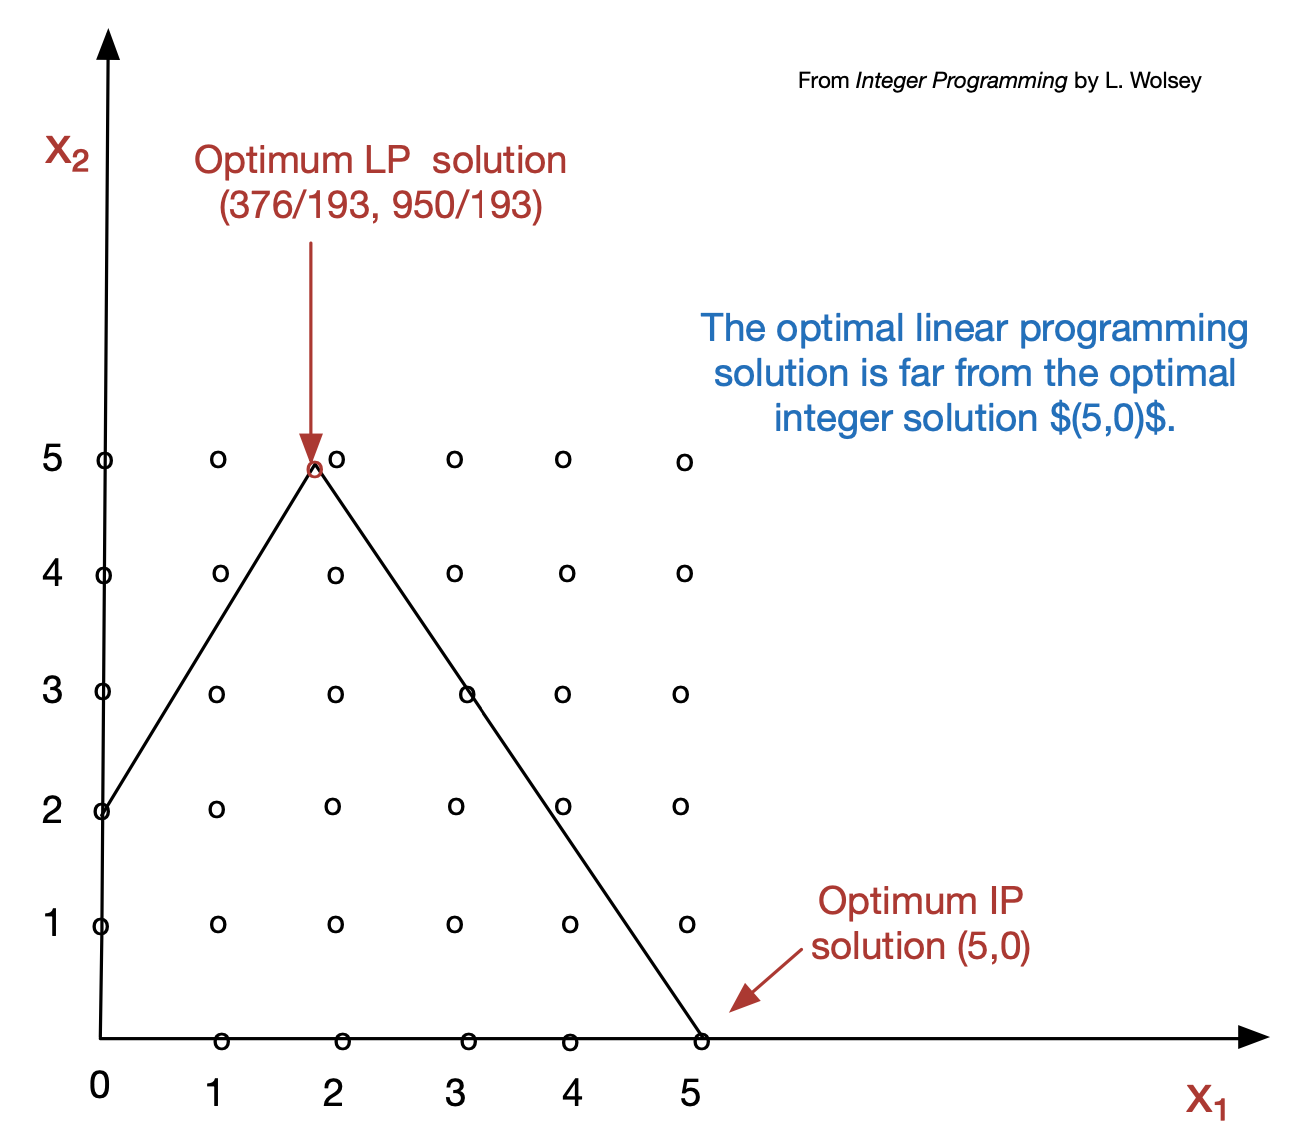 From Integer Programming by L. Wolsey
X2
Optimum LP solution
(376/193, 950/193)
The optimal linear programming
solution is far from the optimal
integer solution $(5,0)$.
5
4
3
2
1
Optimum IP
solution (5,0)
0 1 2 3 4 5
X1